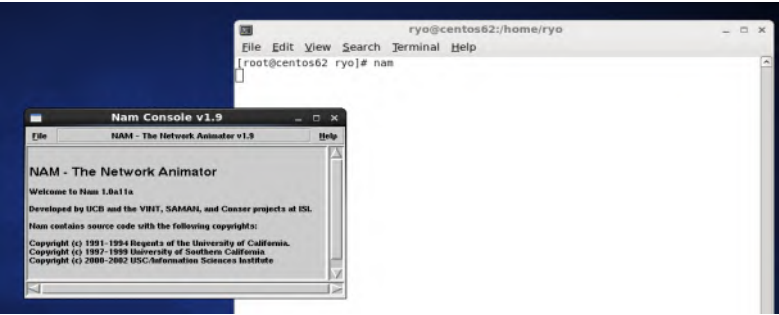 ryo@centos62:/home/ryo
File Edit View Search Terminal Help
[root@centos62 ryo]# nam
Nam Console v1.9
File NAM - The Network Animator v1.9 Help
NAM - The Network Animator
Welcome to Nam 1.0a11a
Developed by UCB and the VINT, SAMAN, and Conser projects at ISI.
Nam contains source code with the following copyrights:
Copyright (c) 1991-1994 Regents of the University of California.
Copyright (c) 1997-1999 University of Southern California
Copyright (c) 2000-2002 USC/Information Sciences Institute